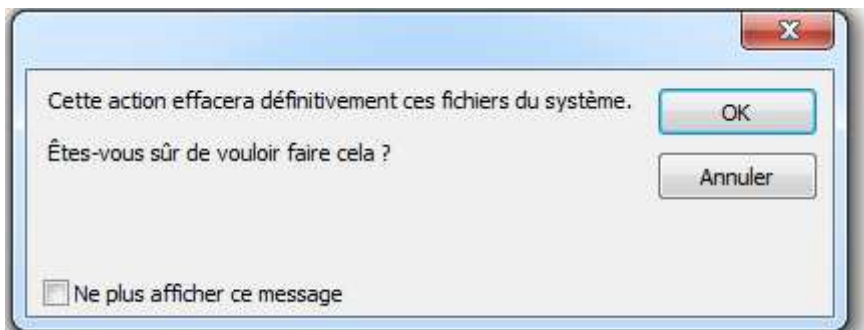 Cette action effacera définitivement ces fichiers du système.
OK
Êtes-vous sûr de vouloir faire cela ?
Annuler
Ne plus afficher ce message